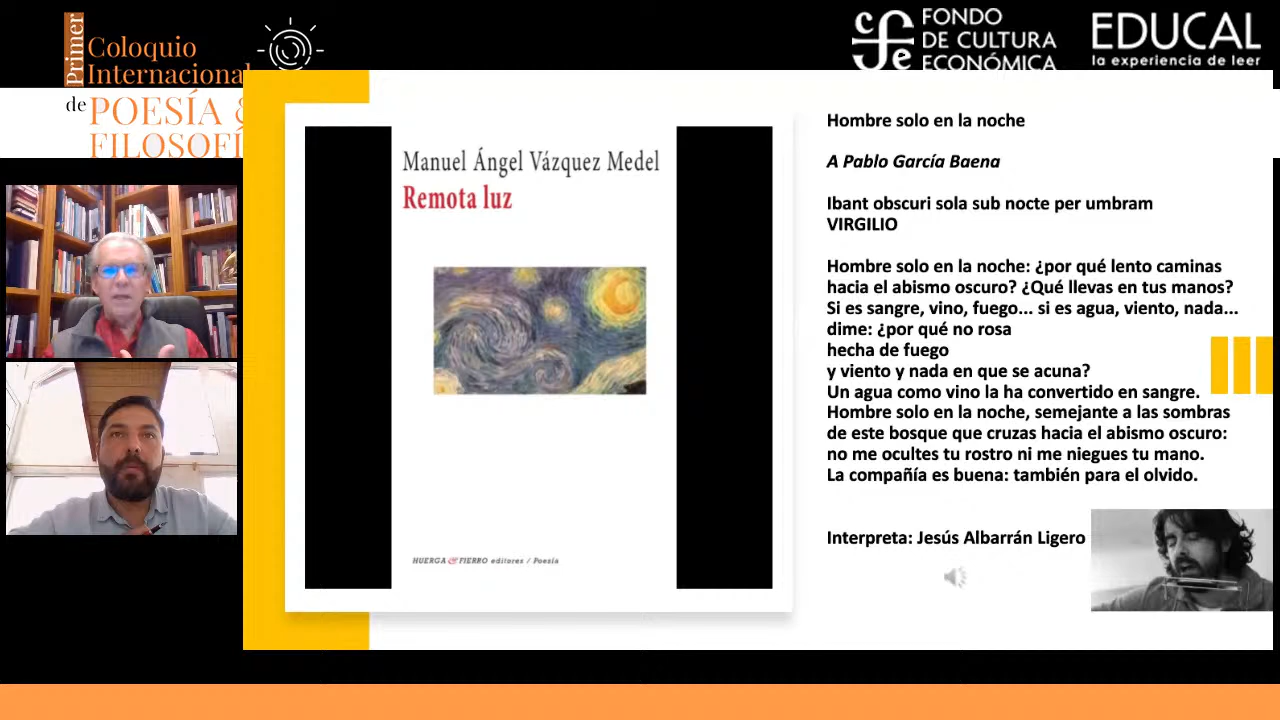 Primer
Coloquio
Internacional
de POESÍA &
FILOSOFÍ
FONDO
DE CULTURA
ECONÓMICA
EDUCAL
la experiencia de leer
Manuel Ángel Vázquez Medel
Remota luz
HUERGA & FIERRO editores / Poesía
Hombre solo en la noche
A Pablo García Baena
Ibant obscuri sola sub nocte per umbram
VIRGILIO
Hombre solo en la noche: ¿por qué lento caminas
hacia el abismo oscuro? ¿Qué llevas en tus manos?
Si es sangre, vino, fuego... si es agua, viento, nada...
dime: ¿por qué no rosa
hecha de fuego
y viento y nada en que se acuna?
Un agua como vino la ha convertido en sangre.
Hombre solo en la noche, semejante a las sombras
de este bosque que cruzas hacia el abismo oscuro:
no me ocultes tu rostro ni me niegues tu mano.
La compañía es buena: también para el olvido.
Interpreta: Jesús Albarrán Ligero